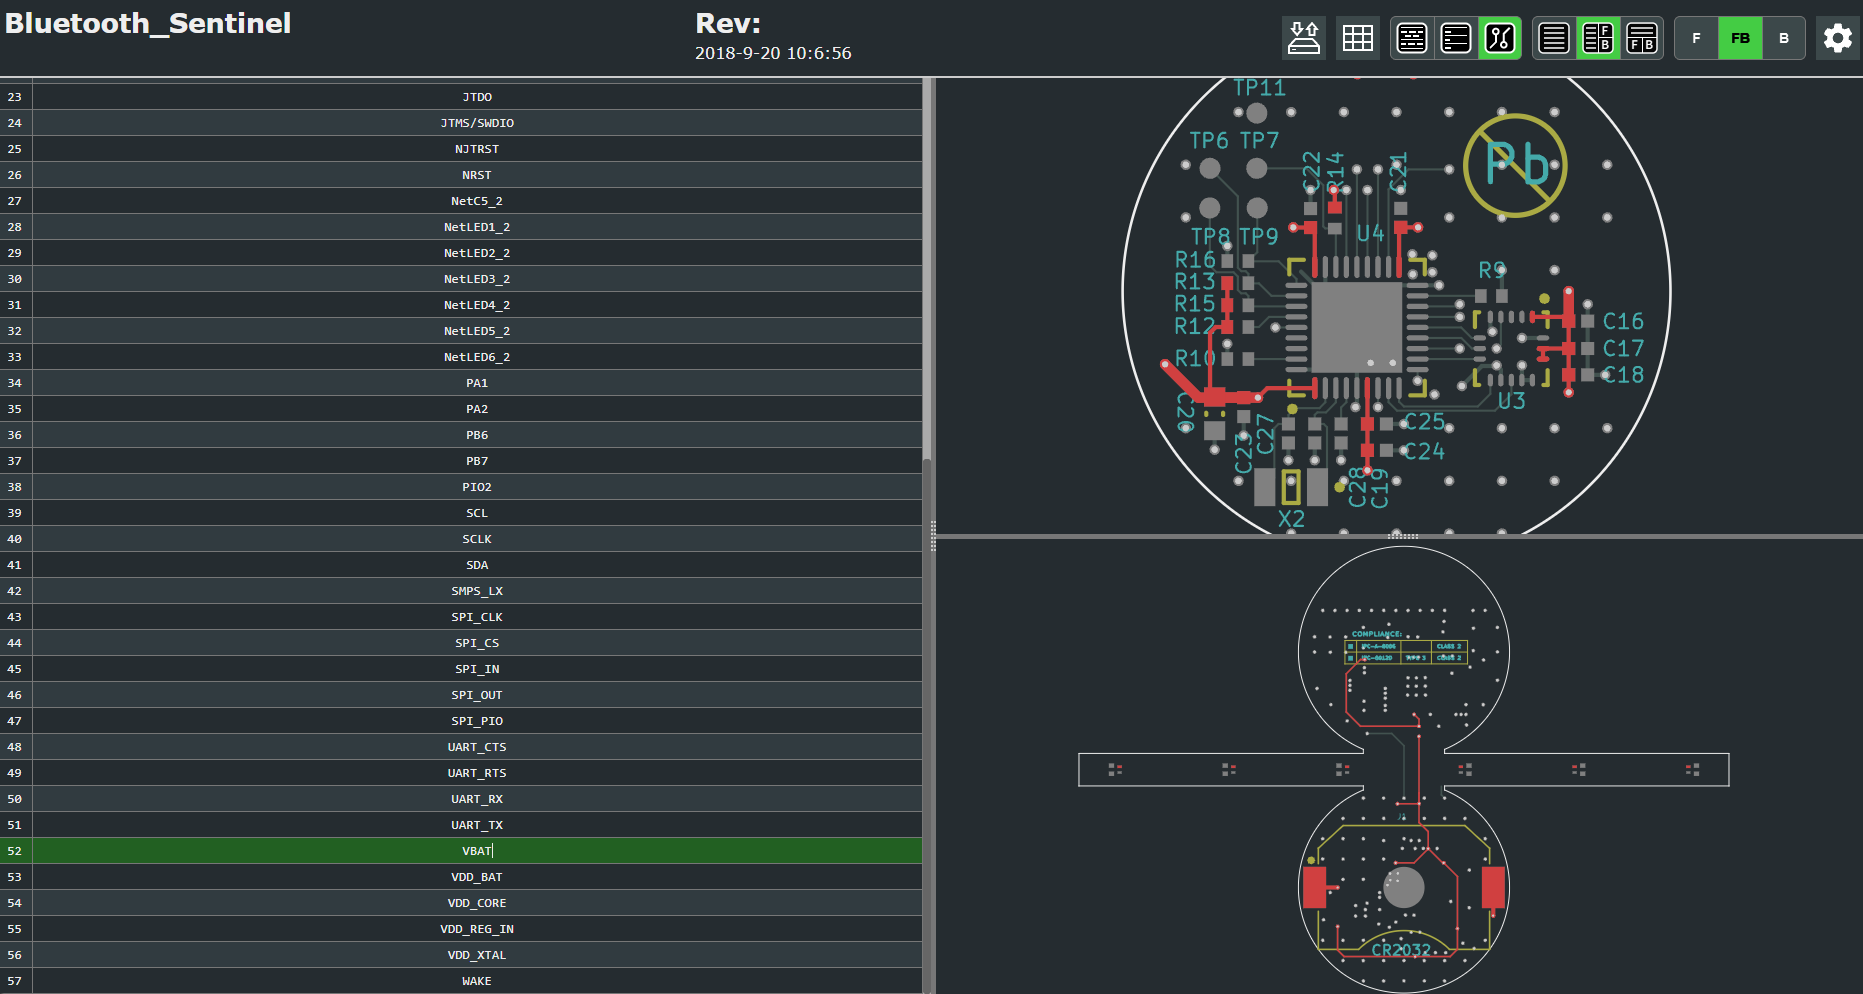 Bluetooth_Sentinel
Rev:
2018-9-20 10:6:56
F
FB
B
23 JTDO
24 JTMS/SWDIO
25 NJTRST
26 NRST
27 NetC5_2
28 NetLED1_2
29 NetLED2_2
30 NetLED3_2
31 NetLED4_2
32 NetLED5_2
33 NetLED6_2
34 PA1
35 PA2
36 PB6
37 PB7
38 PIO2
39 SCL
40 SCLK
41 SDA
42 SMPS_LX
43 SPI_CLK
44 SPI_CS
45 SPI_IN
46 SPI_OUT
47 SPI_PIO
48 UART_CTS
49 UART_RTS
50 UART_RX
51 UART_TX
52 VBAT
53 VDD_BAT
54 VDD_CORE
55 VDD_REG_IN
56 VDD_XTAL
57 WAKE
TP11
TP6 TP7
C22
R14
C21
Pb
TP8 TP9
U4
R16
R13
R15
R12
R10
R9
C16
C17
C18
U3
C20
C23
C27
C25
C24
C28
C19
X2
COMPLIANCE:
CLASS 2
CR2032